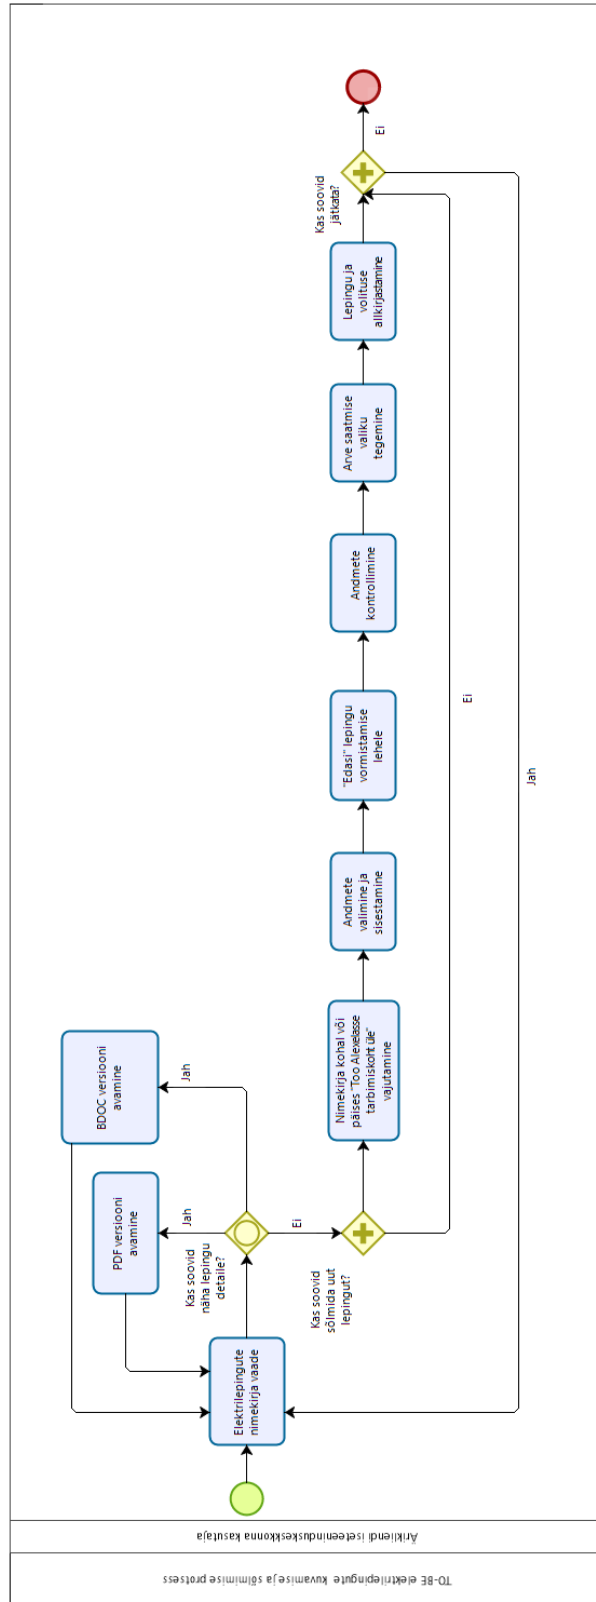 TO-BE elektrilepingute kuvamise ja sõlmimise protsess
Ärikliendi iseteeninduskeskkonna kasutaja
Elektrilepingute
nimekirja vaade
Kas soovid
näha lepingu
detaile?
Jah
PDF versiooni
avamine
Jah
BDOC versiooni
avamine
Ei
Kas soovid
sõlmida uut
lepingut?
Nimekirja kohal või
päises "Too Alexelasse
tarbimiskoht üle"
vajutamine
Andmete
valimine ja
sisestamine
"Edasi" lepingu
vormistamise
lehele
Andmete
kontrollimine
Arve saatmise
valiku
tegemine
Lepingu ja
volituse
allkirjastamine
Kas soovid
jätkata?
Ei
Ei
Jah